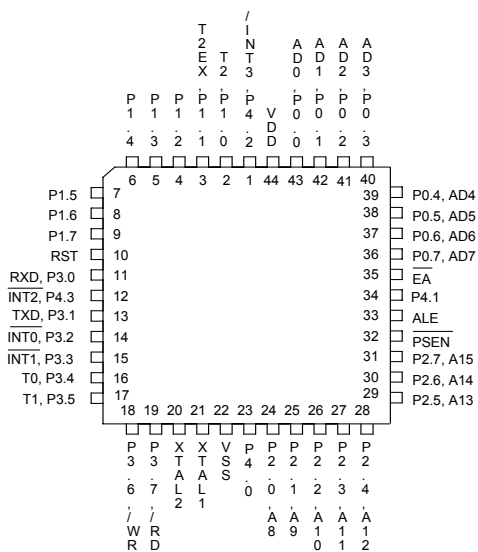 P1.4
P1.3
P1.2
T2EX,P1.1
T2,P1.0
/INT3,P4.2
VDD
AD0,P0.0
AD1,P0.1
AD2,P0.2
AD3,P0.3
6 5 4 3 2 1 44 43 42 41 40
P1.5 7
P1.6 8
P1.7 9
RST 10
RXD, P3.0 11
INT2, P4.3 12
TXD, P3.1 13
INT0, P3.2 14
INT1, P3.3 15
T0, P3.4 16
T1, P3.5 17
39 P0.4, AD4
38 P0.5, AD5
37 P0.6, AD6
36 P0.7, AD7
35 EA
34 P4.1
33 ALE
32 PSEN
31 P2.7, A15
30 P2.6, A14
29 P2.5, A13
18 19 20 21 22 23 24 25 26 27 28
P3.6,/WR
P3.7,/RD
XTAL2
XTAL1
VSS
P4.0
P2.0,A8
P2.1,A9
P2.2,A10
P2.3,A11
P2.4,A12